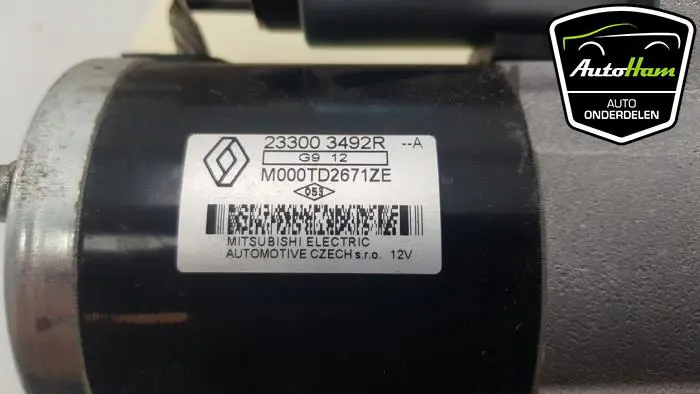 23300 3492R --A
G9 12
M000TD2671ZE
053
MITSUBISHI ELECTRIC
AUTOMOTIVE CZECH s.r.o. 12V
AutoHam
AUTO
ONDERDELEN